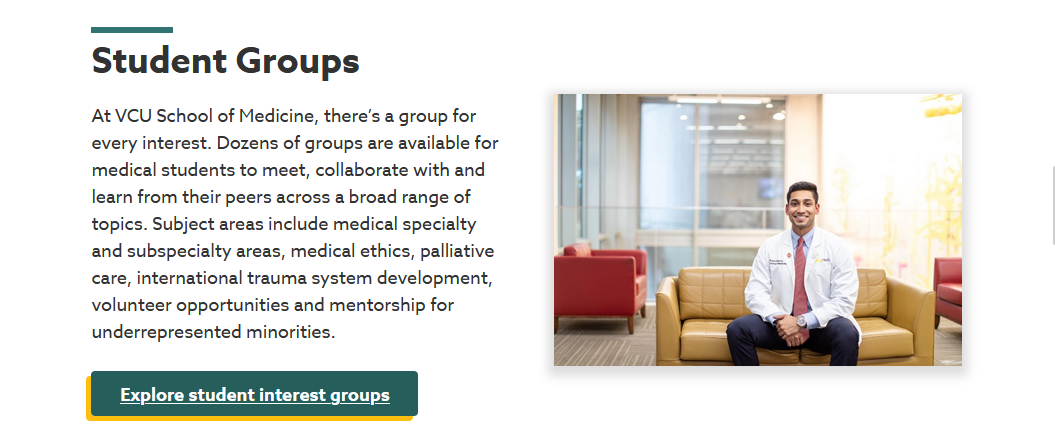 Student Groups
At VCU School of Medicine, there’s a group for
every interest. Dozens of groups are available for
medical students to meet, collaborate with and
learn from their peers across a broad range of
topics. Subject areas include medical specialty
and subspecialty areas, medical ethics, palliative
care, international trauma system development,
volunteer opportunities and mentorship for
underrepresented minorities.
Explore student interest groups